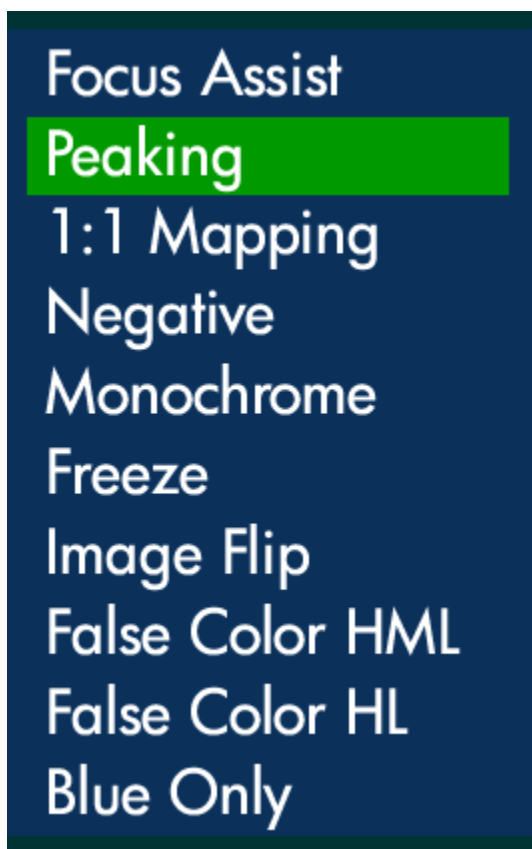 Focus Assist
Peaking
1:1 Mapping
Negative
Monochrome
Freeze
Image Flip
False Color HML
False Color HL
Blue Only